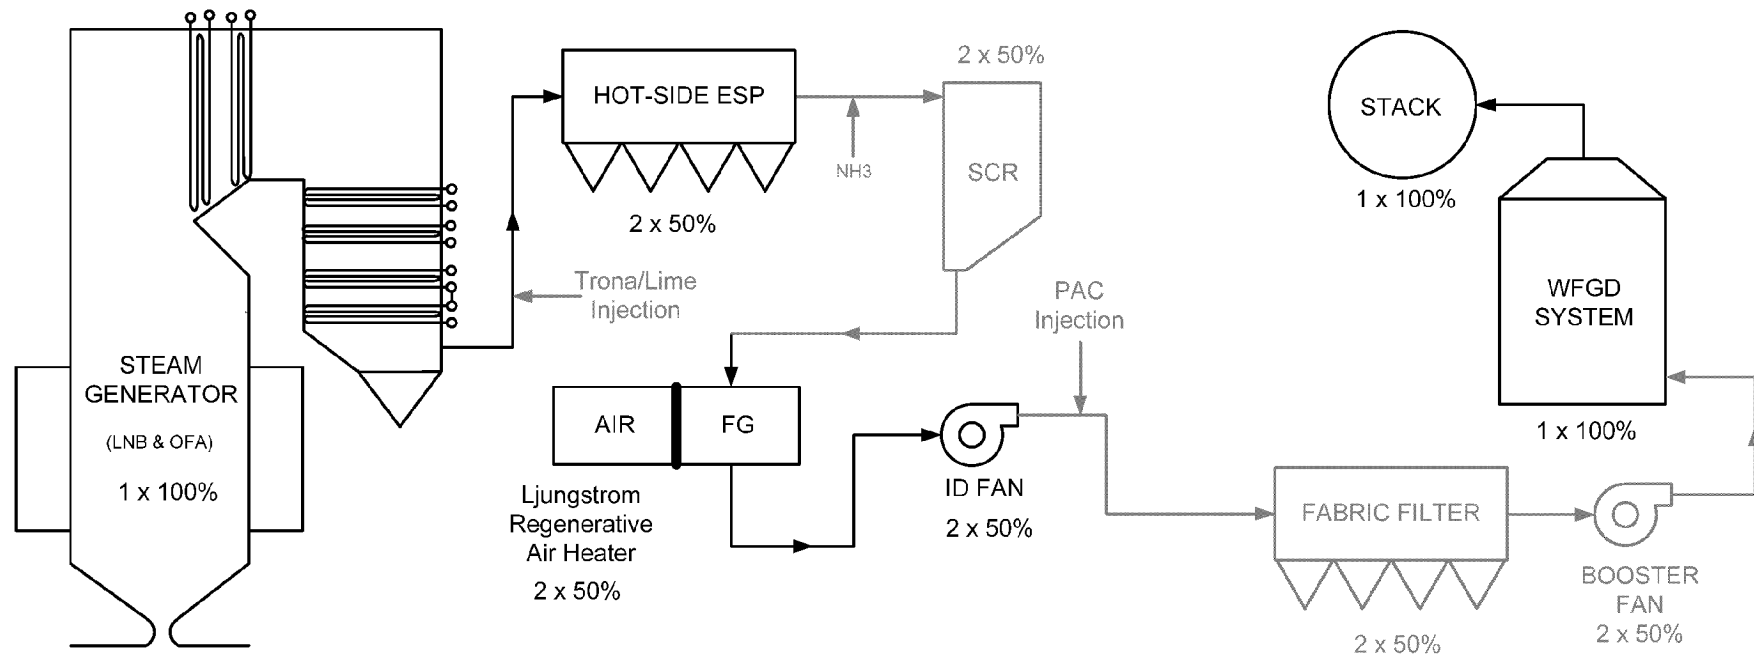 STEAM
GENERATOR
(LNB & OFA)
1 x 100%
HOT-SIDE ESP
2 x 50%
Trona/Lime
Injection
NH3
2 x 50%
SCR
AIR
FG
Ljungstrom
Regenerative
Air Heater
2 x 50%
ID FAN
2 x 50%
PAC
Injection
FABRIC FILTER
2 x 50%
BOOSTER
FAN
2 x 50%
WFGD
SYSTEM
1 x 100%
STACK
1 x 100%